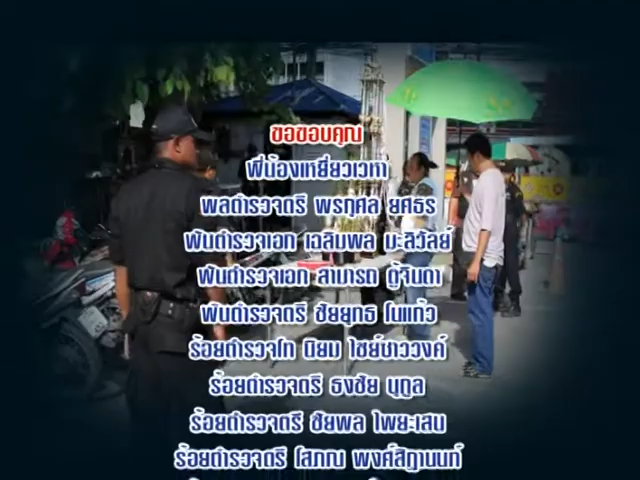 ขอขอบคุณ
พี่น้องเหยี่ยวเวหา
พลตำรวจตรี พรกุศล ยศธร
พันตำรวจเอก เฉลิมพล มะลิวัลย์
พันตำรวจเอก สามารถ ตู้จินดา
พันตำรวจตรี ชัยยุทธ โนแก้ว
ร้อยตำรวจโท นิยม ไชย์ชาววงค์
ร้อยตำรวจตรี ธงชัย นุกูล
ร้อยตำรวจตรี ชัยพล ไพยะเสน
ร้อยตำรวจตรี โสภณ พงศ์สิฎานนท์